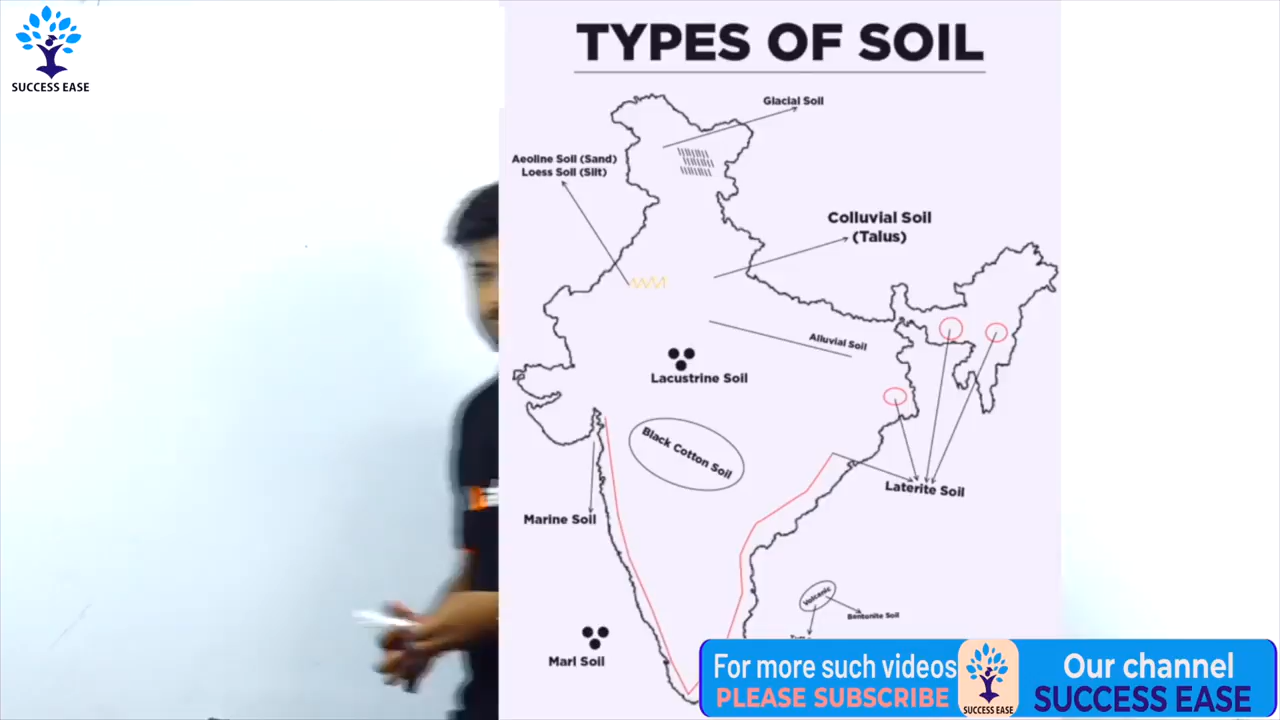 SUCCESS EASE
TYPES OF SOIL
Glacial Soil
Aeoline Soil (Sand)
Loess Soil (Silt)
Colluvial Soil
(Talus)
Alluvial Soil
Lacustrine Soil
Black Cotton Soil
Laterite Soil
Marine Soil
Volcanic
Bentonite Soil
Marl Soil
For more such videos
PLEASE SUBSCRIBE
SUCCESS EASE
Our channel
SUCCESS EASE